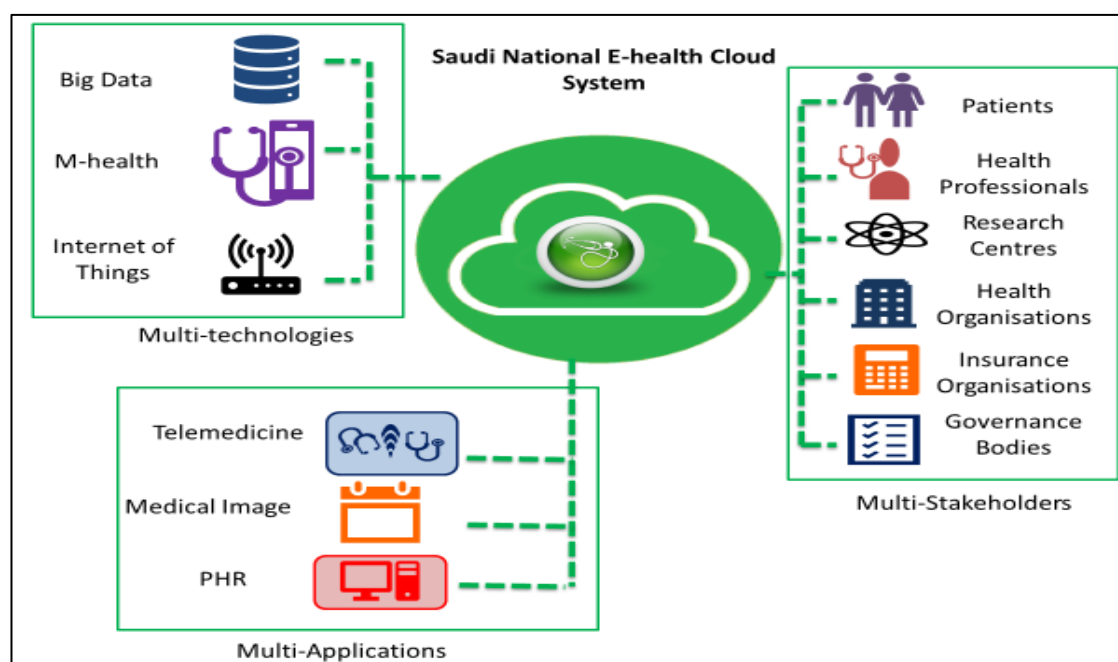 Saudi National E-health Cloud
System
Big Data
M-health
Internet of
Things
Multi-technologies
Patients
Health
Professionals
Research
Centres
Health
Organisations
Insurance
Organisations
Governance
Bodies
Multi-Stakeholders
Telemedicine
Medical Image
PHR
Multi-Applications